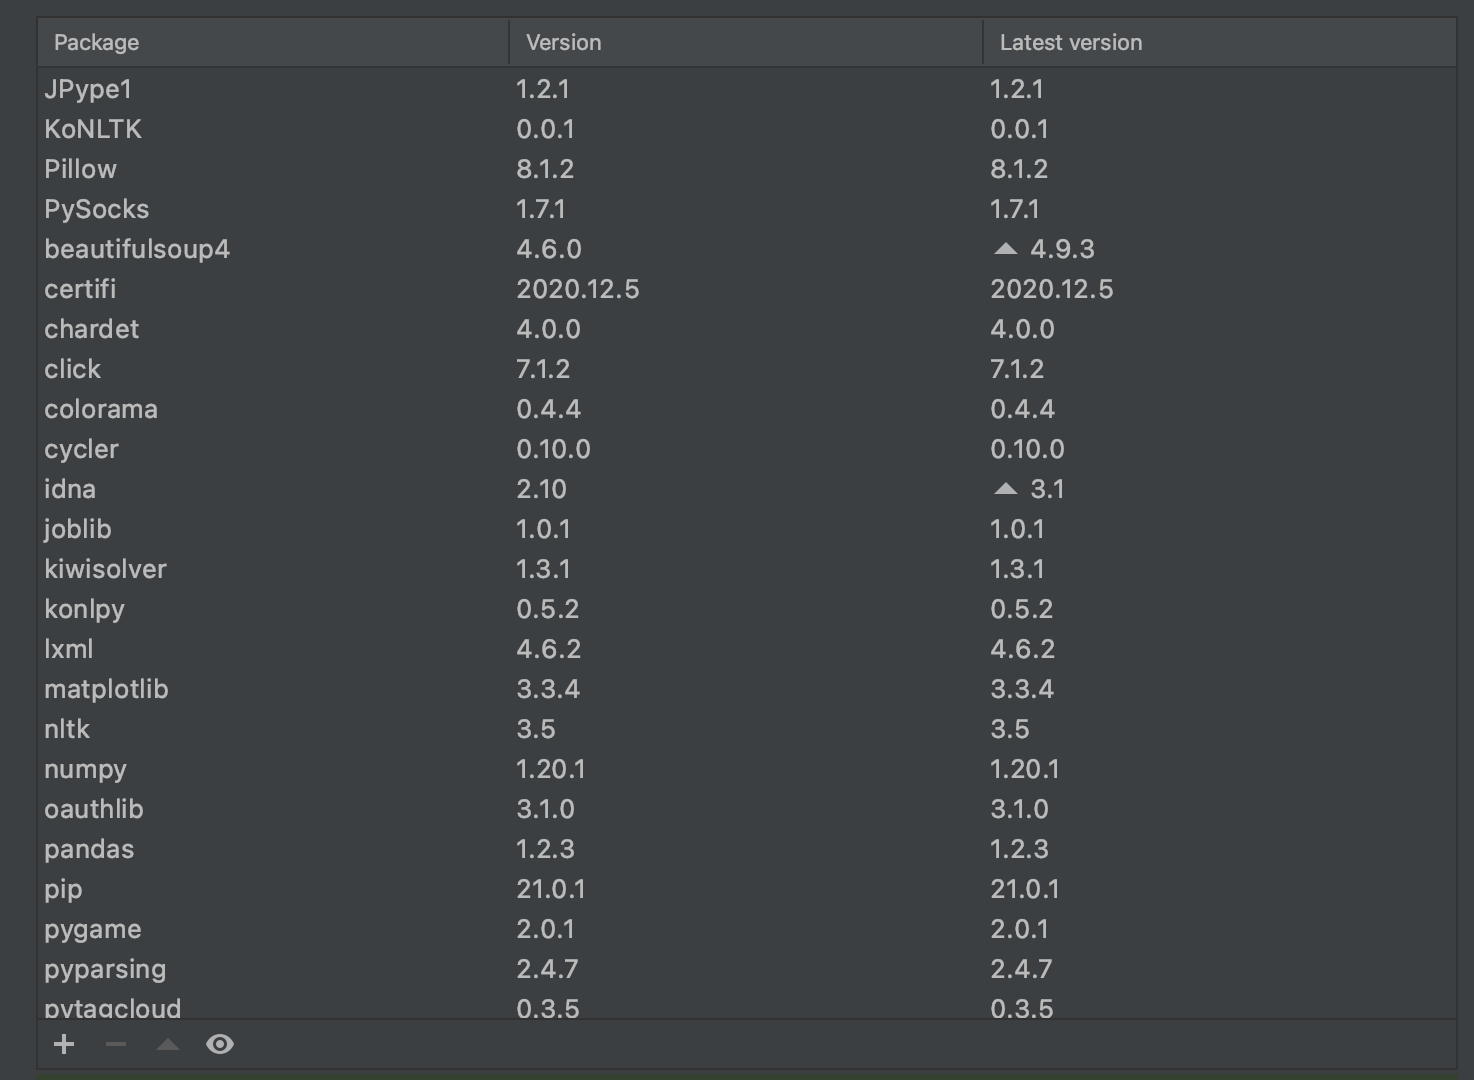 Package Version Latest version
JPype1 1.2.1 1.2.1
KoNLTK 0.0.1 0.0.1
Pillow 8.1.2 8.1.2
PySocks 1.7.1 1.7.1
beautifulsoup4 4.6.0 4.9.3
certifi 2020.12.5 2020.12.5
chardet 4.0.0 4.0.0
click 7.1.2 7.1.2
colorama 0.4.4 0.4.4
cycler 0.10.0 0.10.0
idna 2.10 3.1
joblib 1.0.1 1.0.1
kiwisolver 1.3.1 1.3.1
konlpy 0.5.2 0.5.2
lxml 4.6.2 4.6.2
matplotlib 3.3.4 3.3.4
nltk 3.5 3.5
numpy 1.20.1 1.20.1
oauthlib 3.1.0 3.1.0
pandas 1.2.3 1.2.3
pip 21.0.1 21.0.1
pygame 2.0.1 2.0.1
pyparsing 2.4.7 2.4.7
pytagcloud 0.3.5 0.3.5